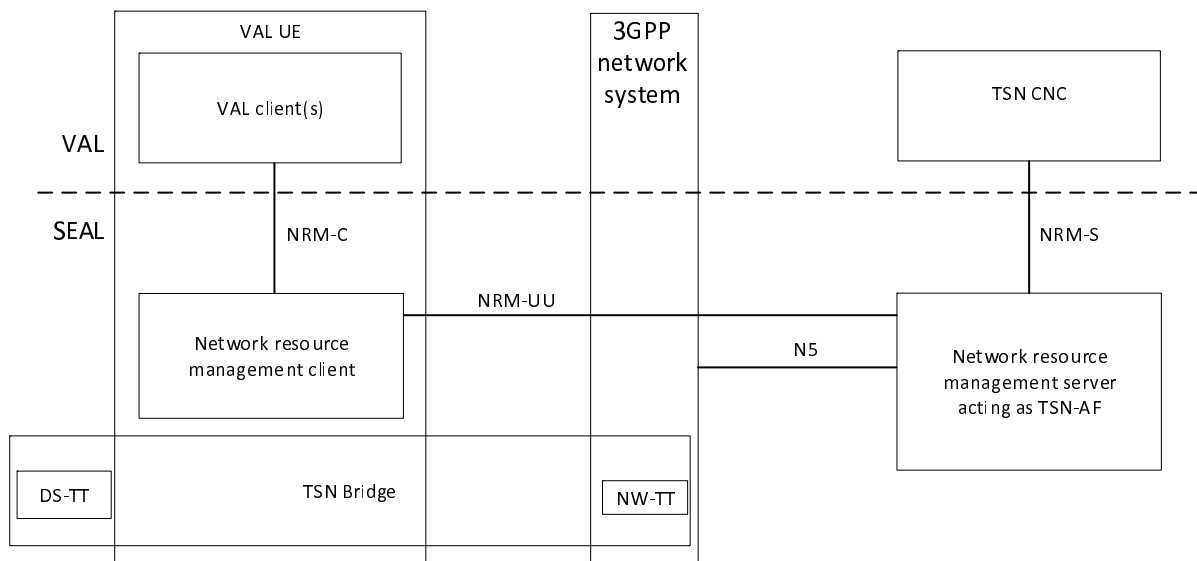 VAL UE
3GPP
network
system
VAL client(s)
TSN CNC
VAL
SEAL
NRM-C
NRM-S
NRM-UU
Network resource
management client
N5
Network resource
management server
acting as TSN-AF
DS-TT
TSN Bridge
NW-TT